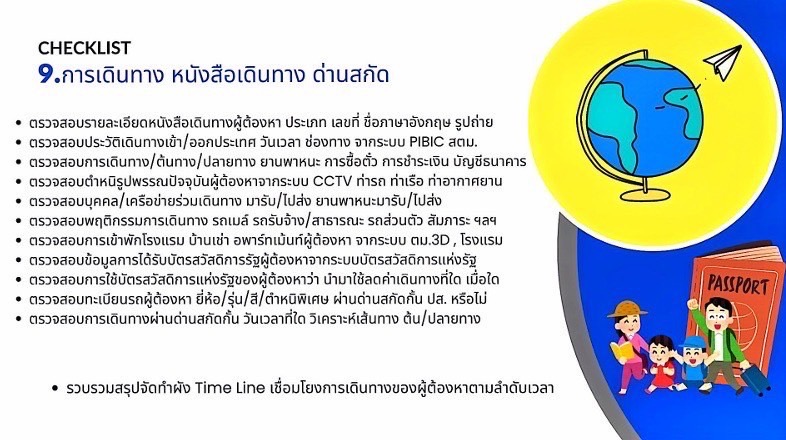 CHECKLIST
9.การเดินทาง หนังสือเดินทาง ด่านสกัด
• ตรวจสอบรายละเอียดหนังสือเดินทางผู้ต้องหา ประเภท เลขที่ ชื่อภาษาอังกฤษ รูปถ่าย
• ตรวจสอบประวัติเดินทางเข้า/ออกประเทศ วันเวลา ช่องทาง จากระบบ PIBIC สตม.
• ตรวจสอบการเดินทาง/ต้นทาง/ปลายทาง ยานพาหนะ การซื้อตั๋ว การชำระเงิน บัญชีธนาคาร
• ตรวจสอบตำหนิรูปพรรณปัจจุบันผู้ต้องหาจากระบบ CCTV ท่ารถ ท่าเรือ ท่าอากาศยาน
• ตรวจสอบบุคคล/เครือข่ายร่วมเดินทาง มารับ/ไปส่ง ยานพาหนะมารับ/ไปส่ง
• ตรวจสอบพฤติกรรมการเดินทาง รถเมล์ รถรับจ้าง/สาธารณะ รถส่วนตัว สัมภาระ ฯลฯ
• ตรวจสอบการเข้าพักโรงแรม บ้านเช่า อพาร์ทเม้นท์ผู้ต้องหา จากระบบ ตม.3D , โรงแรม
• ตรวจสอบข้อมูลการได้รับบัตรสวัสดิการรัฐผู้ต้องหาจากระบบบัตรสวัสดิการแห่งรัฐ
• ตรวจสอบการใช้บัตรสวัสดิการแห่งรัฐของผู้ต้องหาว่า นำมาใช้ลดค่าเดินทางที่ใด เมื่อใด
• ตรวจสอบทะเบียนรถผู้ต้องหา ยี่ห้อ/รุ่น/สี/ตำหนิพิเศษ ผ่านด่านสกัดกั้น ปส. หรือไม่
• ตรวจสอบการเดินทางผ่านด่านสกัดกั้น วันเวลาที่ใด วิเคราะห์เส้นทาง ต้น/ปลายทาง
• รวบรวมสรุปจัดทำผัง Time Line เชื่อมโยงการเดินทางของผู้ต้องหาตามลำดับเวลา
PASSPORT